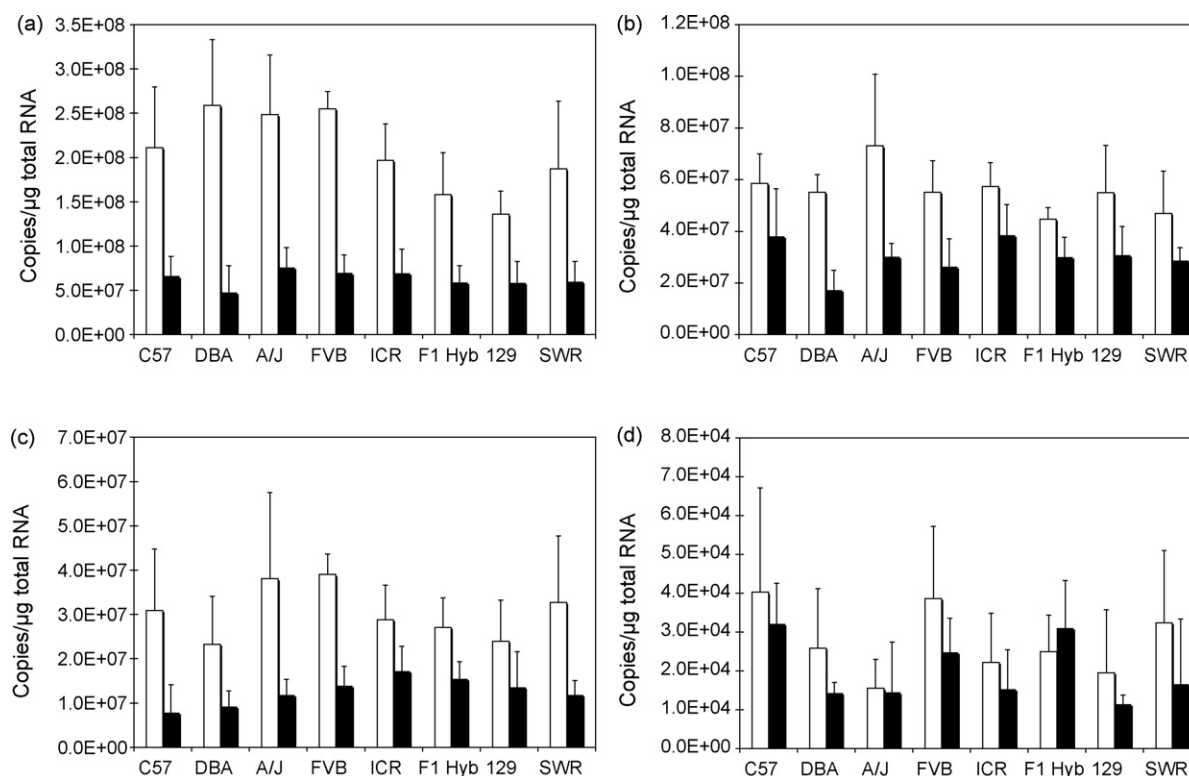 (a)
Copies/µg total RNA
3.5E+08
3.0E+08
2.5E+08
2.0E+08
1.5E+08
1.0E+08
5.0E+07
0.0E+00
C57 DBA A/J FVB ICR F1 Hyb 129 SWR
(b)
Copies/µg total RNA
1.2E+08
1.0E+08
8.0E+07
6.0E+07
4.0E+07
2.0E+07
0.0E+00
C57 DBA A/J FVB ICR F1 Hyb 129 SWR
(c)
Copies/µg total RNA
7.0E+07
6.0E+07
5.0E+07
4.0E+07
3.0E+07
2.0E+07
1.0E+07
0.0E+00
C57 DBA A/J FVB ICR F1 Hyb 129 SWR
(d)
Copies/µg total RNA
8.0E+04
7.0E+04
6.0E+04
5.0E+04
4.0E+04
3.0E+04
2.0E+04
1.0E+04
0.0E+00
C57 DBA A/J FVB ICR F1 Hyb 129 SWR